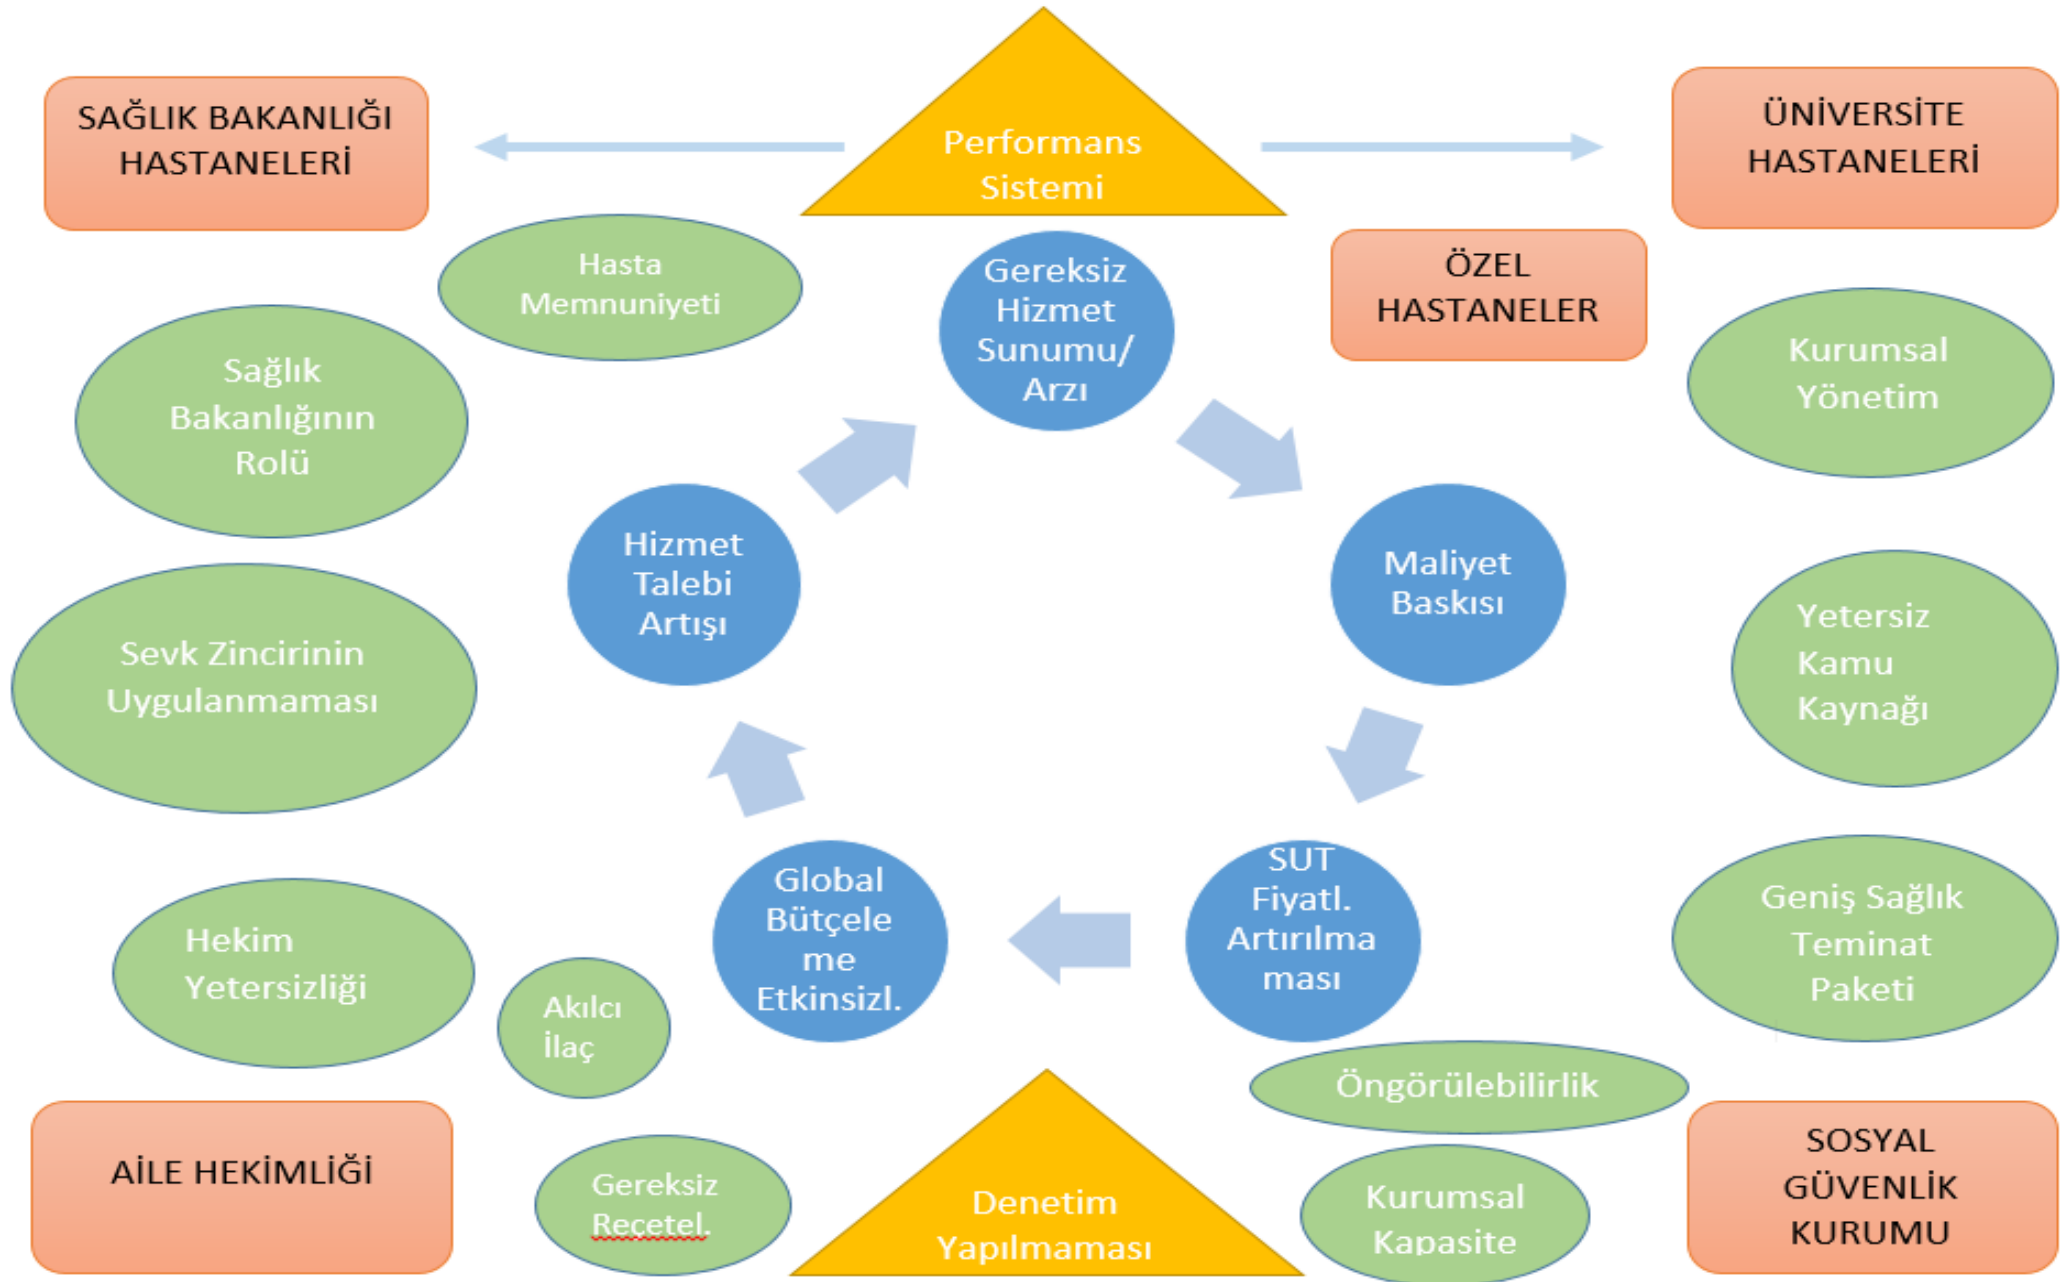 SAĞLIK BAKANLIĞI
HASTANELERİ
Performans
Sistemi
ÜNİVERSİTE
HASTANELERİ
Hasta
Memnuniyeti
Gereksiz
Hizmet
Sunumu/
Arzı
ÖZEL
HASTANELER
Sağlık
Bakanlığının
Rolü
Kurumsal
Yönetim
Hizmet
Talebi
Artışı
Maliyet
Baskısı
Sevk Zincirinin
Uygulanmaması
Yetersiz
Kamu
Kaynağı
Global
Bütçele
me
Etkinsizl.
SUT
Fiyatl.
Artırılma
ması
Geniş Sağlık
Teminat
Paketi
Hekim
Yetersizliği
Akılcı
İlaç
Öngörülebilirlik
AİLE HEKİMLİĞİ
Gereksiz
Reçetel.
Denetim
Yapılmaması
Kurumsal
Kapasite
SOSYAL
GÜVENLİK
KURUMU